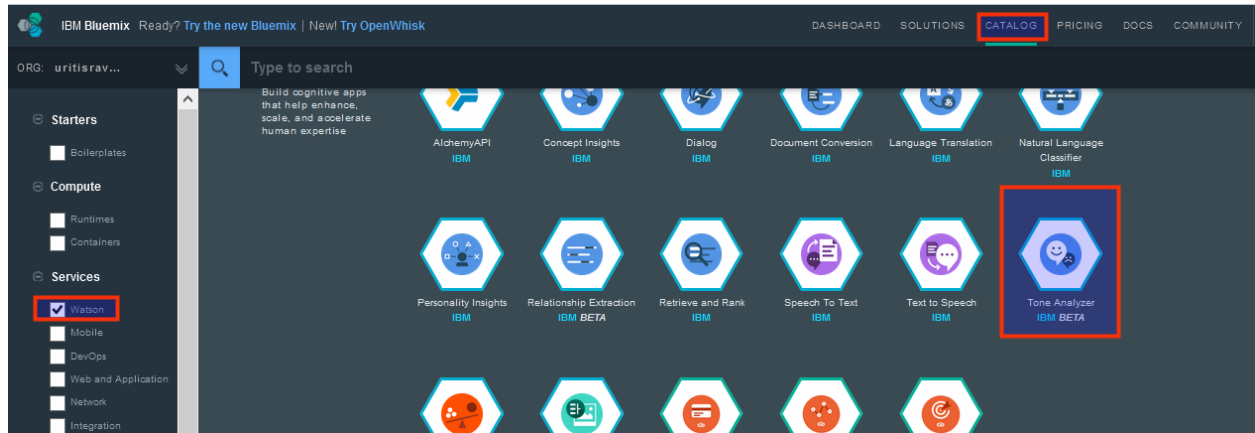 IBM Bluemix Ready? Try the new Bluemix | New! Try OpenWhisk
DASHBOARD SOLUTIONS CATALOG PRICING DOCS COMMUNITY
ORG: uritisrav...
Type to search
Starters
Boilerplates
Compute
Runtimes
Containers
Services
Watson
Mobile
DevOps
Web and Application
Network
Integration
Build cognitive apps
that help enhance,
scale, and accelerate
human expertise
AlchemyAPI
IBM
Concept Insights
IBM
Dialog
IBM
Document Conversion
IBM
Language Translation
IBM
Natural Language
Classifier
IBM
Personality Insights
IBM
Relationship Extraction
IBM BETA
Retrieve and Rank
IBM
Speech To Text
IBM
Text to Speech
IBM
Tone Analyzer
IBM BETA